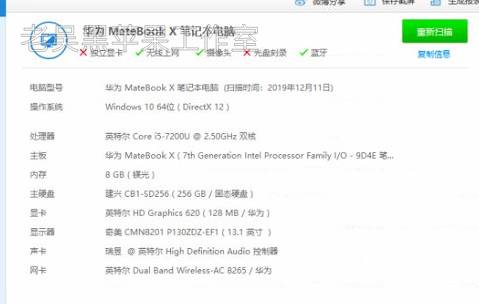 微博分享 保存截屏 生成报表
华为 MateBook X 笔记本电脑
老吴黑苹果工作室
重新扫描
独立显卡 无线上网 摄像头 光盘刻录 蓝牙
复制信息
电脑型号 华为 MateBook X 笔记本电脑 (扫描时间：2019年12月11日)
操作系统 Windows 10 64位 ( DirectX 12 )
处理器 英特尔 Core i5-7200U @ 2.50GHz 双核
主板 华为 MateBook X ( 7th Generation Intel Processor Family I/O - 9D4E 笔...
内存 8 GB ( 镁光 )
主硬盘 建兴 CB1-SD256 ( 256 GB / 固态硬盘 )
显卡 英特尔 HD Graphics 620 ( 128 MB / 华为 )
显示器 奇美 CMN8201 P130ZDZ-EF1 ( 13.1 英寸 )
声卡 瑞昱 @ 英特尔 High Definition Audio 控制器
网卡 英特尔 Dual Band Wireless-AC 8265 / 华为